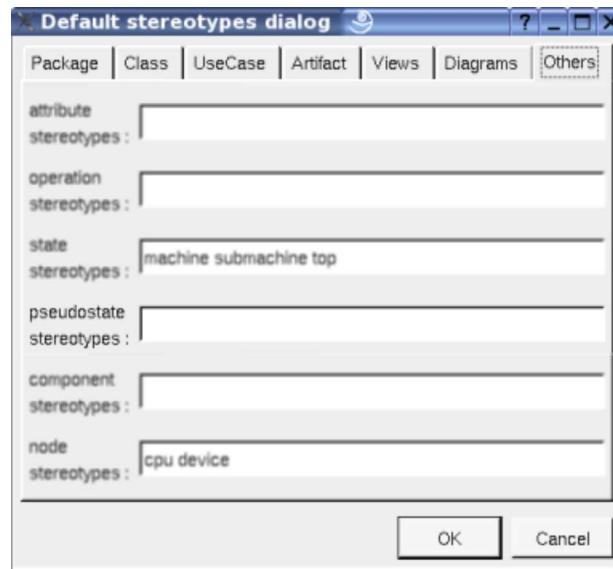 Default stereotypes dialog
Package Class UseCase Artifact Views Diagrams Others
attribute
stereotypes :
operation
stereotypes :
state
stereotypes :
machine submachine top
pseudostate
stereotypes :
component
stereotypes :
node
stereotypes :
cpu device
OK Cancel